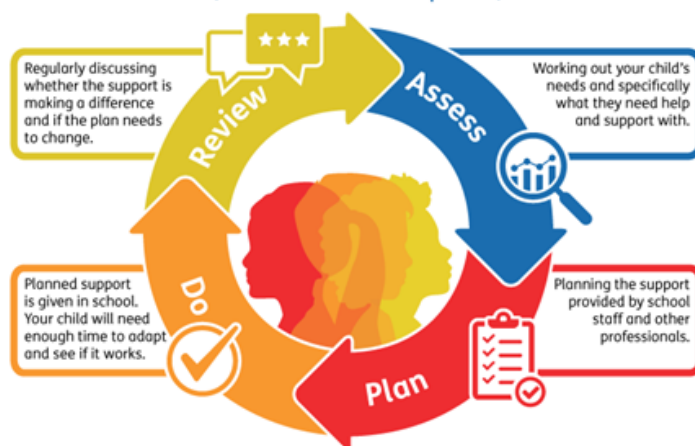 Regularly discussing
whether the support is
making a difference
and if the plan needs
to change.
Review
Assess
Working out your child's
needs and specifically
what they need help
and support with.
Planned support
is given in school.
Your child will need
enough time to adapt
and see if it works.
Do
Plan
Planning the support
provided by school
staff and other
professionals.